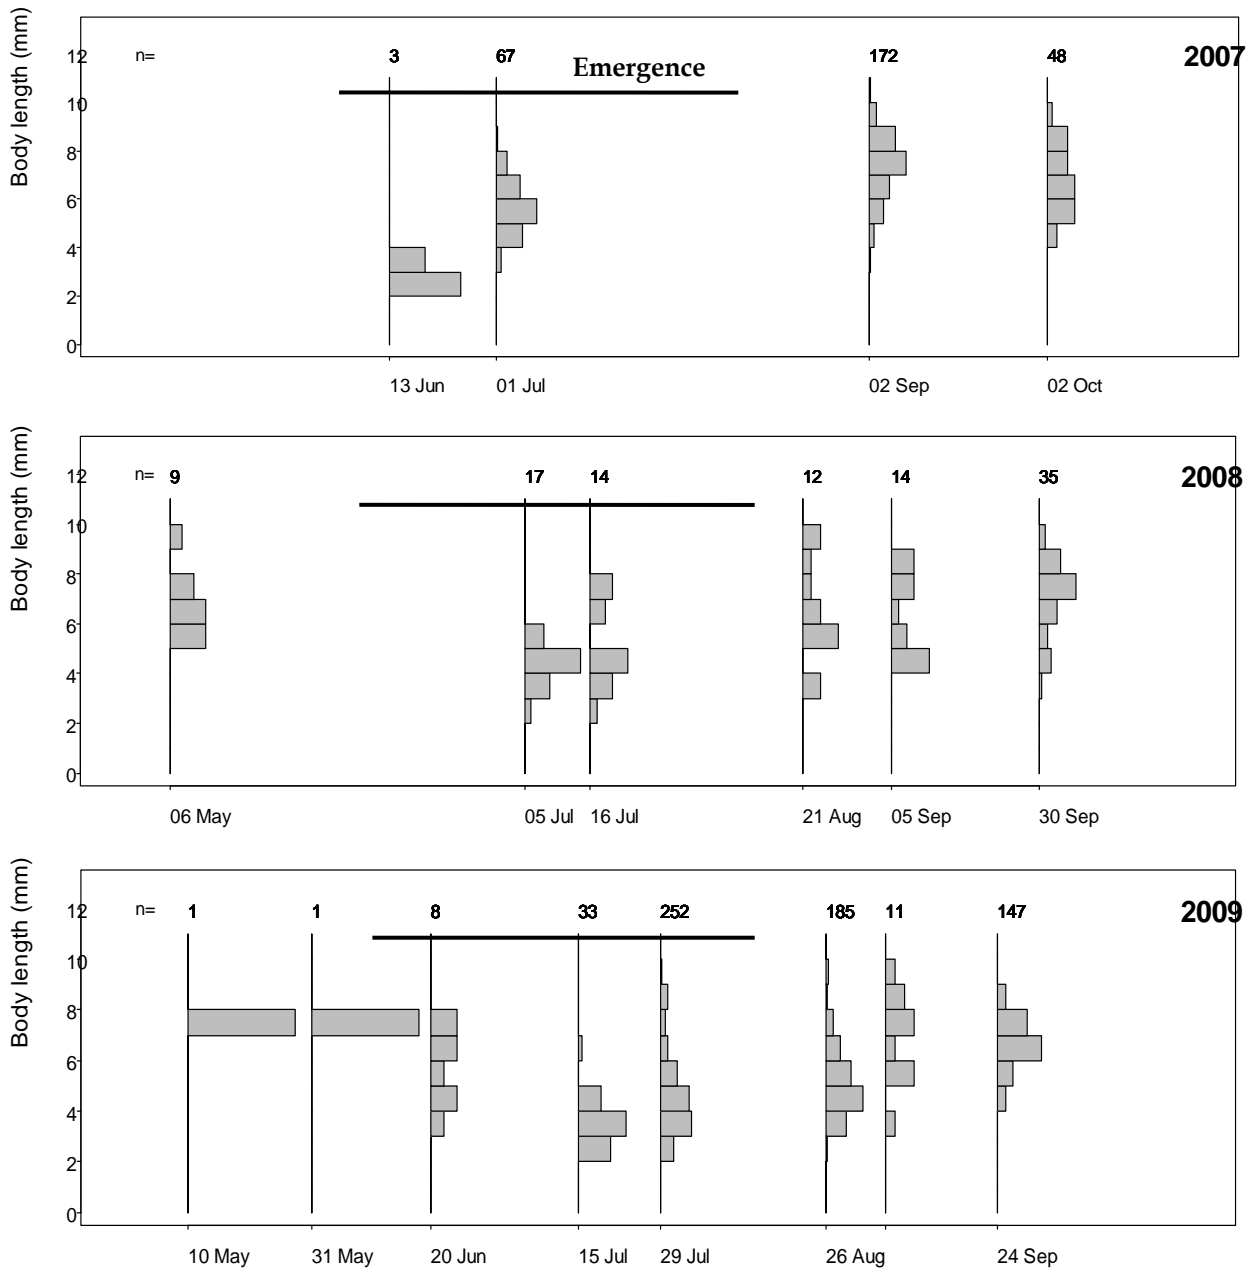 Body length (mm)
12 n= 3 67 Emergence 172 48 2007
10
8
6
4
2
0
13 Jun 01 Jul 02 Sep 02 Oct
Body length (mm)
12 n= 9 17 14 12 14 35 2008
10
8
6
4
2
0
06 May 05 Jul 16 Jul 21 Aug 05 Sep 30 Sep
Body length (mm)
12 n= 1 1 8 33 252 185 11 147 2009
10
8
6
4
2
0
10 May 31 May 20 Jun 15 Jul 29 Jul 26 Aug 24 Sep